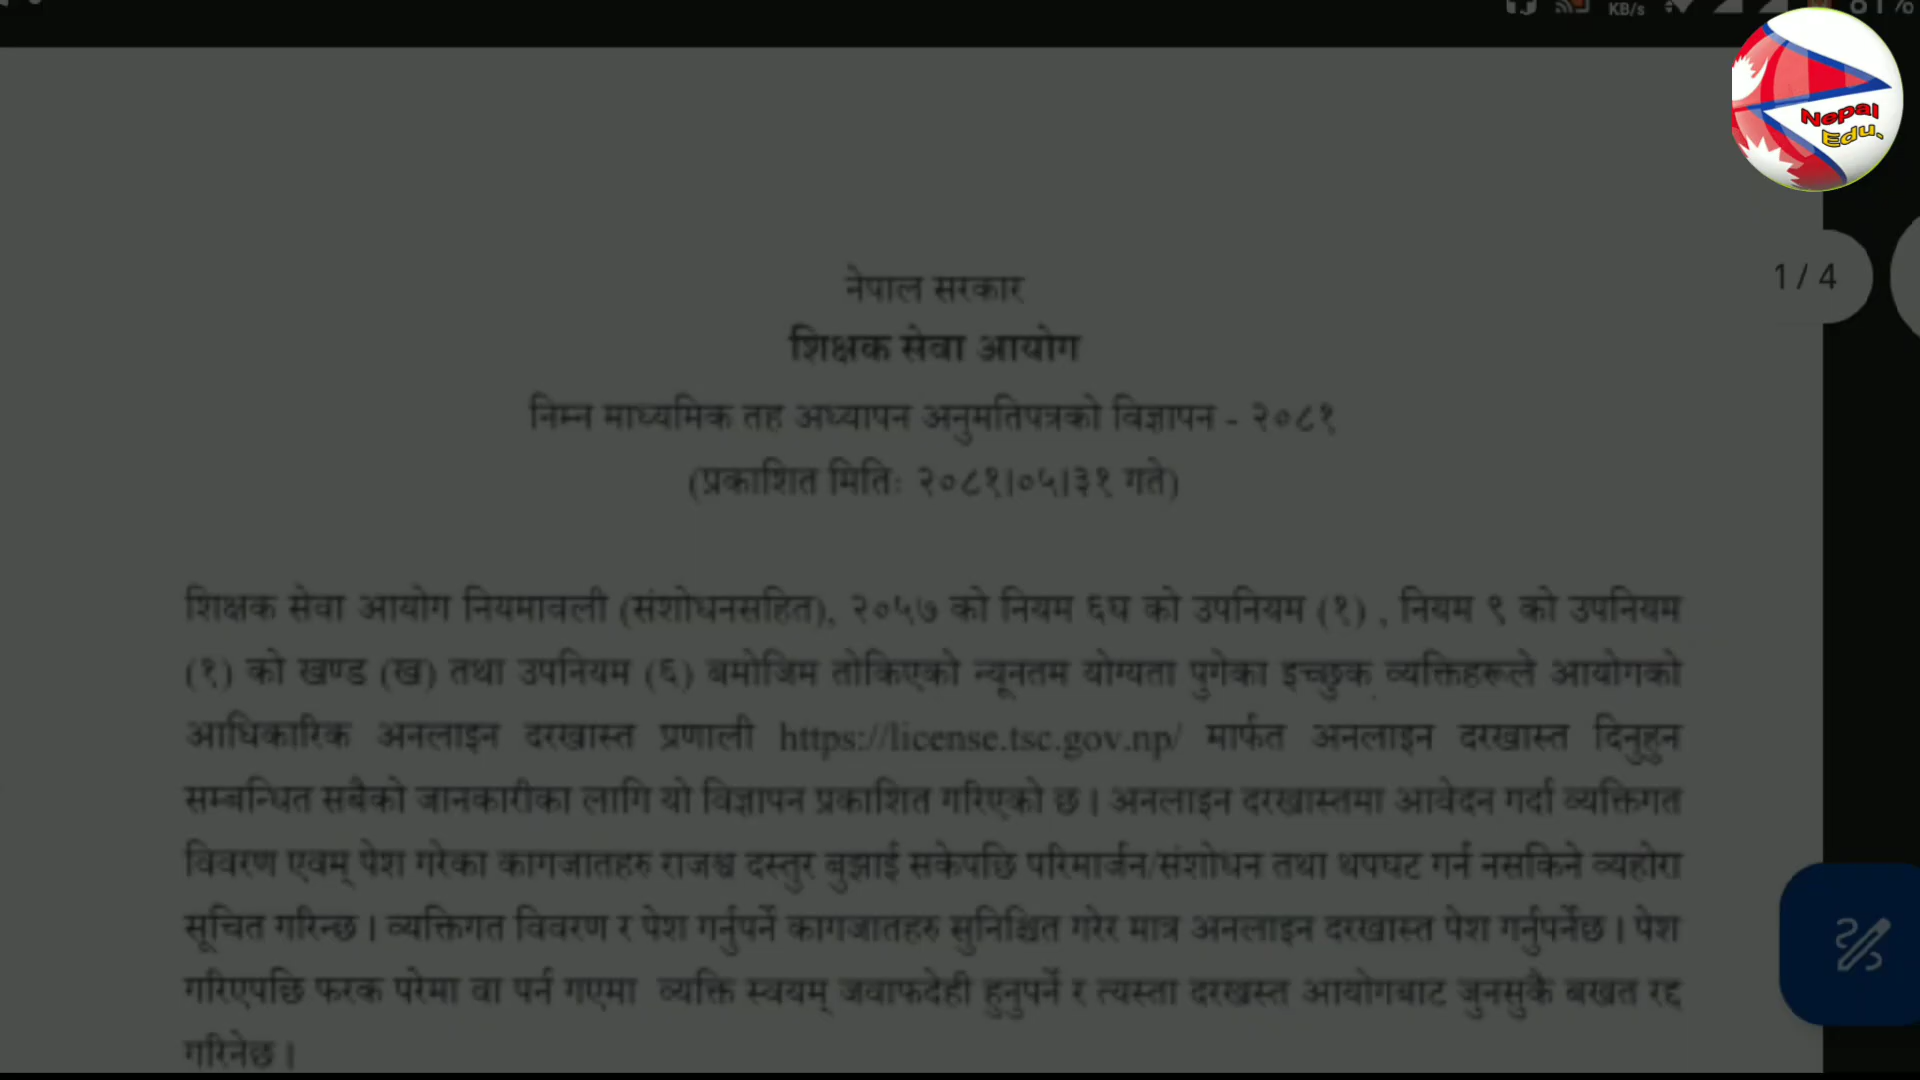 KB/s
81%
Nepal
Edu.
1 / 4
नेपाल सरकार
शिक्षक सेवा आयोग
निम्न माध्यमिक तह अध्यापन अनुमतिपत्रको विज्ञापन - २०८१
(प्रकाशित मितिः २०८१।०५।३१ गते)
शिक्षक सेवा आयोग नियमावली (संशोधनसहित), २०५७ को नियम ६घ को उपनियम (१) , नियम ९ को उपनियम
(१) को खण्ड (ख) तथा उपनियम (६) बमोजिम तोकिएको न्यूनतम योग्यता पुगेका इच्छुक व्यक्तिहरूले आयोगको
आधिकारिक अनलाइन दरखास्त प्रणाली https://license.tsc.gov.np/ मार्फत अनलाइन दरखास्त दिनुहुन
सम्बन्धित सबैको जानकारीका लागि यो विज्ञापन प्रकाशित गरिएको छ । अनलाइन दरखास्तमा आवेदन गर्दा व्यक्तिगत
विवरण एवम् पेश गरेका कागजातहरु राजश्व दस्तुर बुझाई सकेपछि परिमार्जन/संशोधन तथा थपघट गर्न नसकिने व्यहोरा
सूचित गरिन्छ । व्यक्तिगत विवरण र पेश गर्नुपर्ने कागजातहरु सुनिश्चित गरेर मात्र अनलाइन दरखास्त पेश गर्नुपर्नेछ । पेश
गरिएपछि फरक परेमा वा पर्न गएमा व्यक्ति स्वयम् जवाफदेही हुनुपर्ने र त्यस्ता दरखस्त आयोगबाट जुनसुकै बखत रद्द
गरिनेछ ।